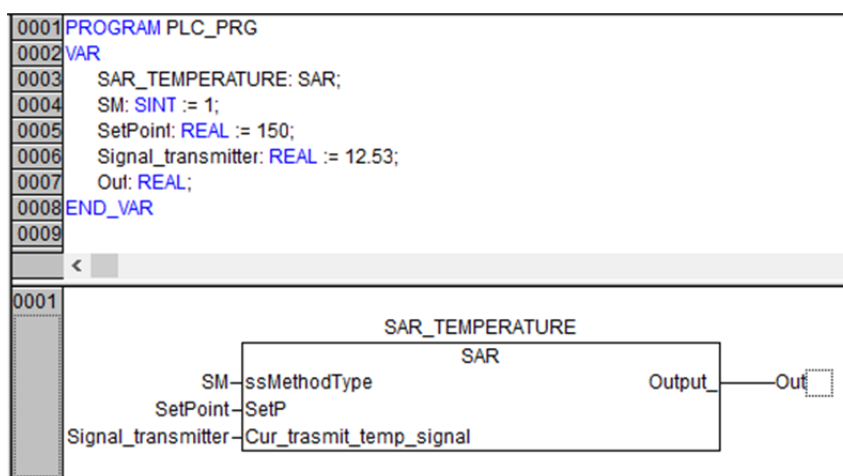 0001 PROGRAM PLC_PRG
0002 VAR
0003 SAR_TEMPERATURE: SAR;
0004 SM: SINT := 1;
0005 SetPoint: REAL := 150;
0006 Signal_transmitter: REAL := 12.53;
0007 Out: REAL;
0008 END_VAR
0009
0001
SAR_TEMPERATURE
SAR
SM ssMethodType Output_ Out
SetPoint SetP
Signal_transmitter Cur_trasmit_temp_signal